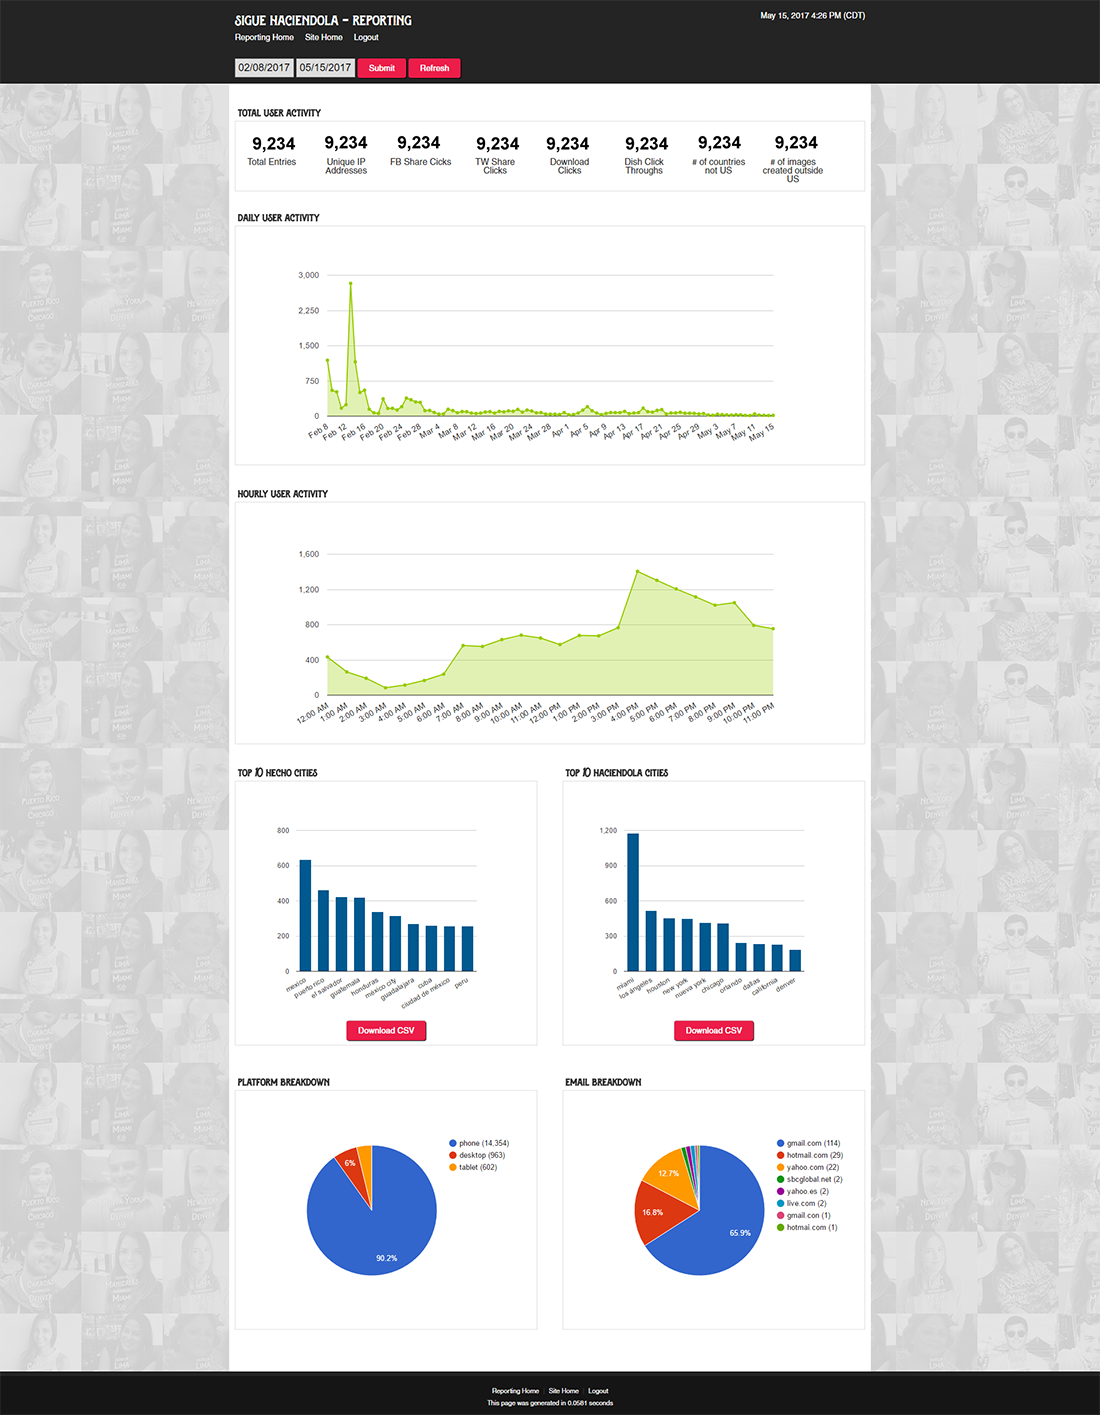 SIGUE HACIENDOLA - REPORTING
May 15, 2017 4:26 PM (CDT)
Reporting Home Site Home Logout
02/08/2017 05/15/2017 Submit Refresh
TOTAL USER ACTIVITY
9,234 9,234 9,234 9,234 9,234 9,234 9,234 9,234
Total Entries
Unique IP
Addresses
FB Share Cicks
TW Share
Clicks
Download
Clicks
Dish Click
Throughs
# of countries
not US
# of images
created outside
US
DAILY USER ACTIVITY
3,000
2,250
1,500
750
0
Feb 8 Feb 12 Feb 16 Feb 20 Feb 24 Feb 28 Mar 4 Mar 8 Mar 12 Mar 16 Mar 20 Mar 24 Mar 28 Apr 1 Apr 5 Apr 9 Apr 13 Apr 17 Apr 21 Apr 25 Apr 29 May 3 May 7 May 11 May 15
HOURLY USER ACTIVITY
1,600
1,200
800
400
0
12:00 AM 1:00 AM 2:00 AM 3:00 AM 4:00 AM 5:00 AM 6:00 AM 7:00 AM 8:00 AM 9:00 AM 10:00 AM 11:00 AM 12:00 PM 1:00 PM 2:00 PM 3:00 PM 4:00 PM 5:00 PM 6:00 PM 7:00 PM 8:00 PM 9:00 PM 10:00 PM 11:00 PM
TOP 10 HECHO CITIES
800
600
400
200
0
mexico puerto rico el salvador guatemala honduras mexico city guadalajara cuba ciudad de méxico peru
Download CSV
TOP 10 HACIENDOLA CITIES
1,200
900
600
300
0
miami los ángeles houston new york nueva york chicago orlando dallas california denver
Download CSV
PLATFORM BREAKDOWN
phone (14,354)
desktop (963)
tablet (602)
6%
90.2%
EMAIL BREAKDOWN
gmail.com (114)
hotmail.com (29)
yahoo.com (22)
sbcglobal.net (2)
yahoo.es (2)
live.com (2)
gmail.con (1)
hotmai.com (1)
12.7%
16.8%
65.9%
Reporting Home Site Home Logout
This page was generated in 0.0581 seconds